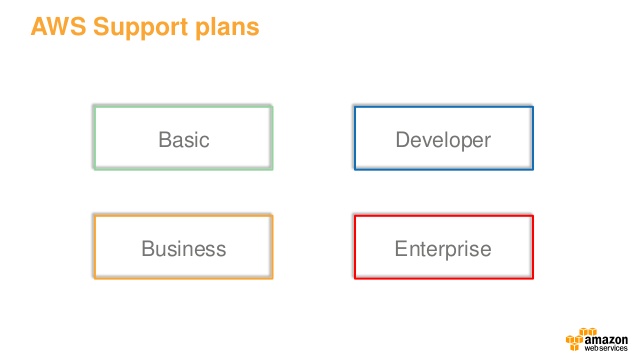 AWS Support plans
Basic
Developer
Business
Enterprise
amazon
web services